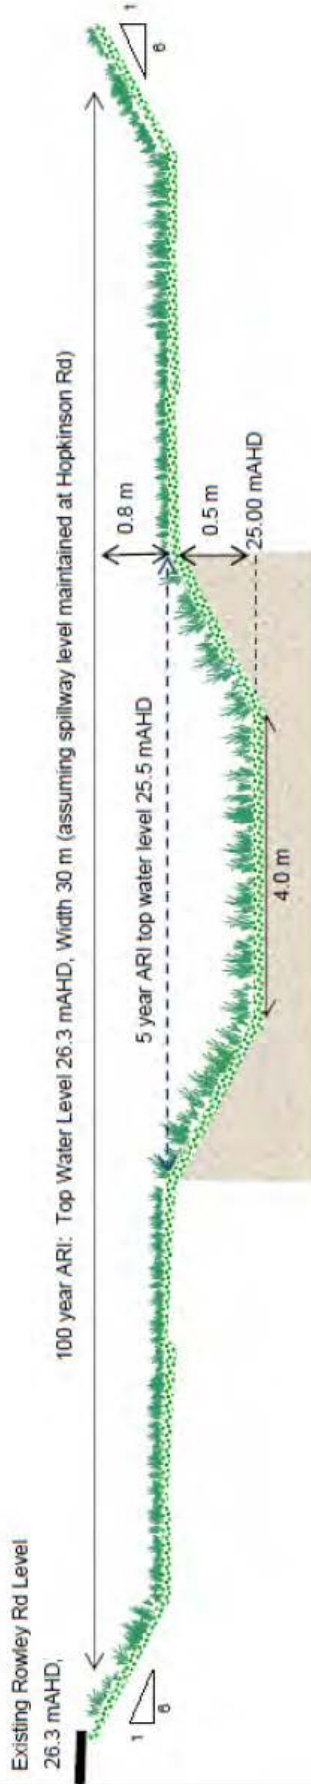 Existing Rowley Rd Level
26.3 mAHD,
100 year ARI: Top Water Level 26.3 mAHD, Width 30 m (assuming spillway level maintained at Hopkinson Rd)
1
6
5 year ARI top water level 25.5 mAHD
0.8 m
0.5 m
25.00 mAHD
4.0 m
1
6